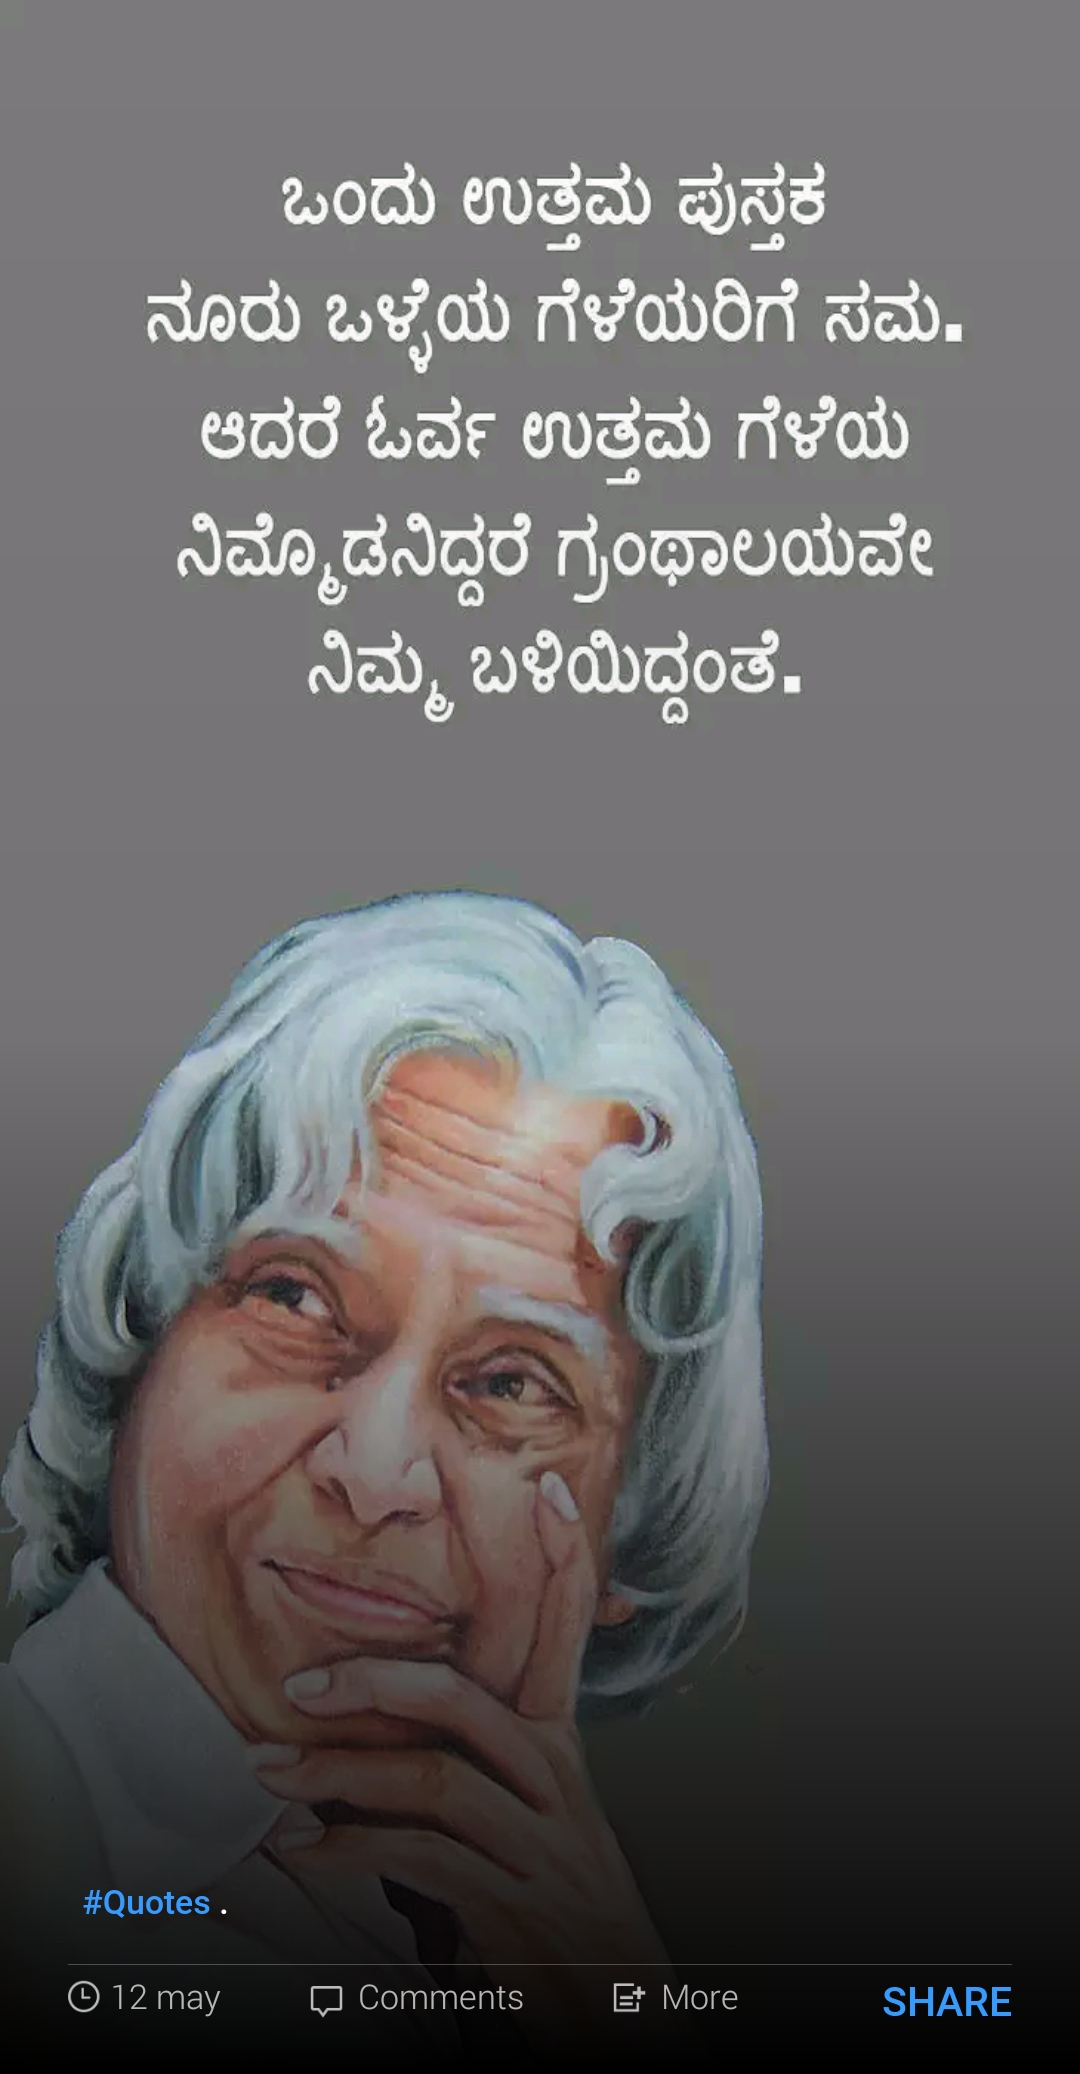 ಒಂದು ಉತ್ತಮ ಪುಸ್ತಕ
ನೂರು ಒಳ್ಳೆಯ ಗೆಳೆಯರಿಗೆ ಸಮ.
ಆದರೆ ಓರ್ವ ಉತ್ತಮ ಗೆಳೆಯ
ನಿಮ್ಮೊಡನಿದ್ದರೆ ಗ್ರಂಥಾಲಯವೇ
ನಿಮ್ಮ ಬಳಿಯಿದ್ದಂತೆ.
#Quotes .
12 may Comments More SHARE